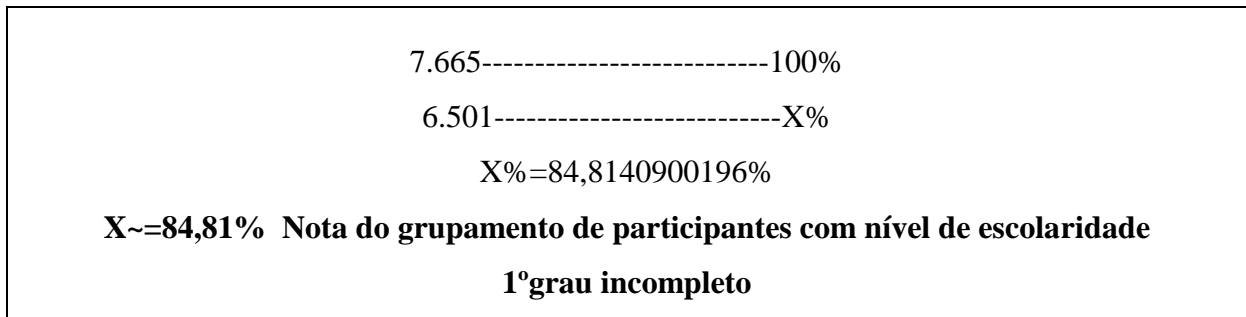 7.665---------------------------100%
6.501---------------------------X%
X%=84,8140900196%
X~=84,81% Nota do grupamento de participantes com nível de escolaridade
1ºgrau incompleto